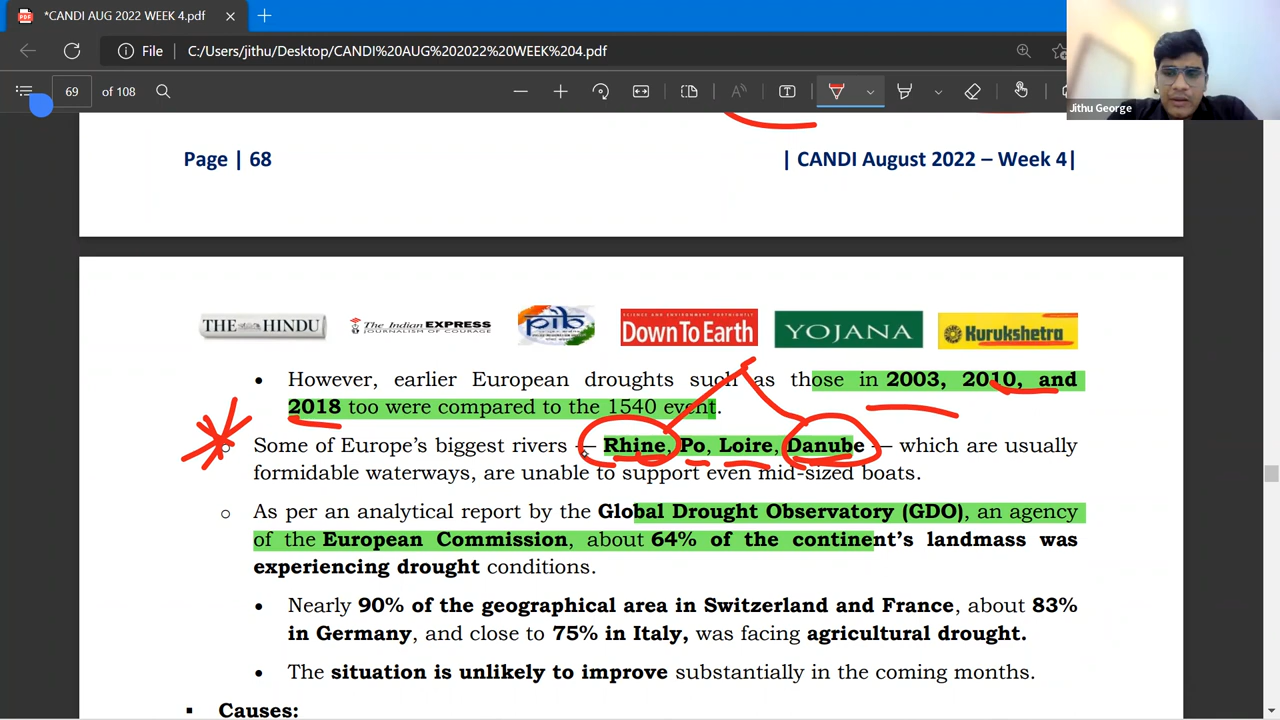 *CANDI AUG 2022 WEEK 4.pdf
File
C:/Users/jithu/Desktop/CANDI%20AUG%202022%20WEEK%204.pdf
69 of 108
Jithu George
Page | 68
| CANDI August 2022 – Week 4|
THE HINDU
The Indian EXPRESS
JOURNALISM OF COURAGE
pib
SCIENCE AND ENVIRONMENT FORTNIGHTLY
DownToEarth
YOJANA
Kurukshetra
• However, earlier European droughts such as those in 2003, 2010, and
2018 too were compared to the 1540 event.
o Some of Europe's biggest rivers — Rhine, Po, Loire, Danube — which are usually
formidable waterways, are unable to support even mid-sized boats.
o As per an analytical report by the Global Drought Observatory (GDO), an agency
of the European Commission, about 64% of the continent's landmass was
experiencing drought conditions.
• Nearly 90% of the geographical area in Switzerland and France, about 83%
in Germany, and close to 75% in Italy, was facing agricultural drought.
• The situation is unlikely to improve substantially in the coming months.
▪ Causes: